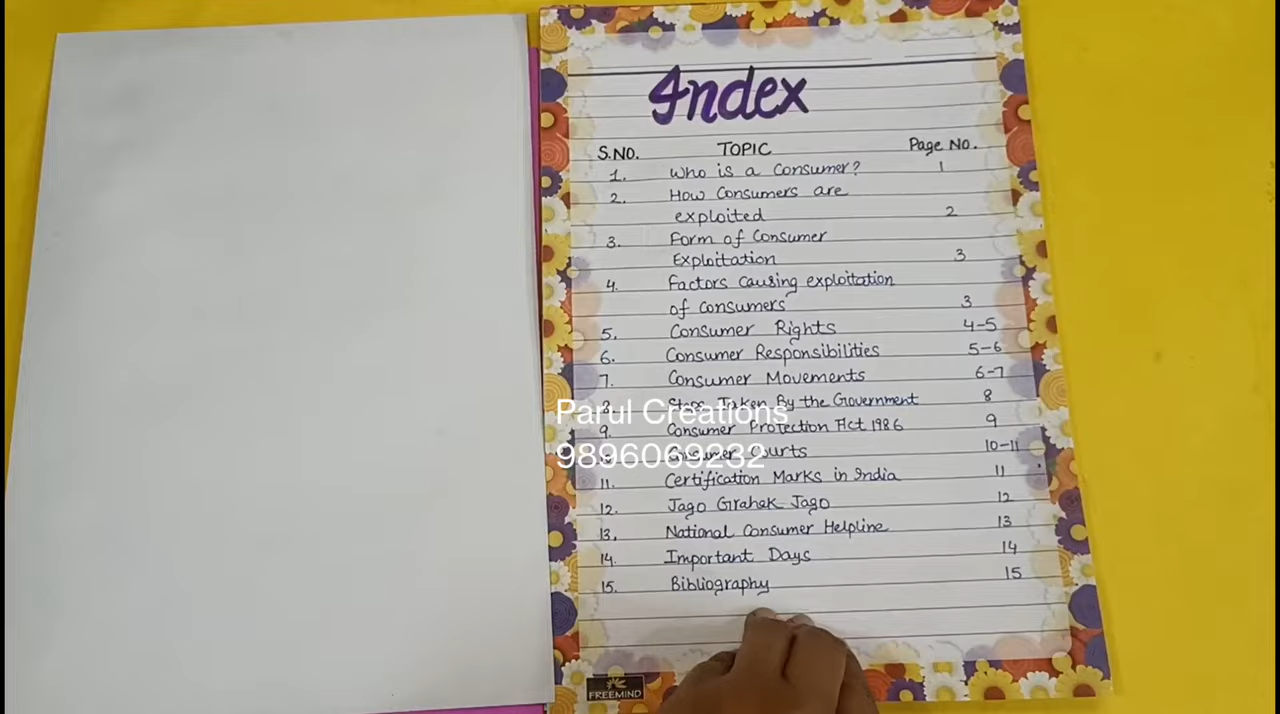 Index
S.NO. TOPIC Page No.
1. Who is a Consumer? 1
2. How Consumers are
exploited 2
3. Form of Consumer
Exploitation 3
4. Factors causing exploitation
of consumers 3
5. Consumer Rights 4-5
6. Consumer Responsibilities 5-6
7. Consumer Movements 6-7
Steps Taken By the Government 8
Parul Creations
9. Consumer Protection Act 1986 9
Consumer Courts 10-11
9896069232
11. Certification Marks in India 11
12. Jago Grahak Jago 12
13. National Consumer Helpline 13
14. Important Days 14
15. Bibliography 15
FREEMIND